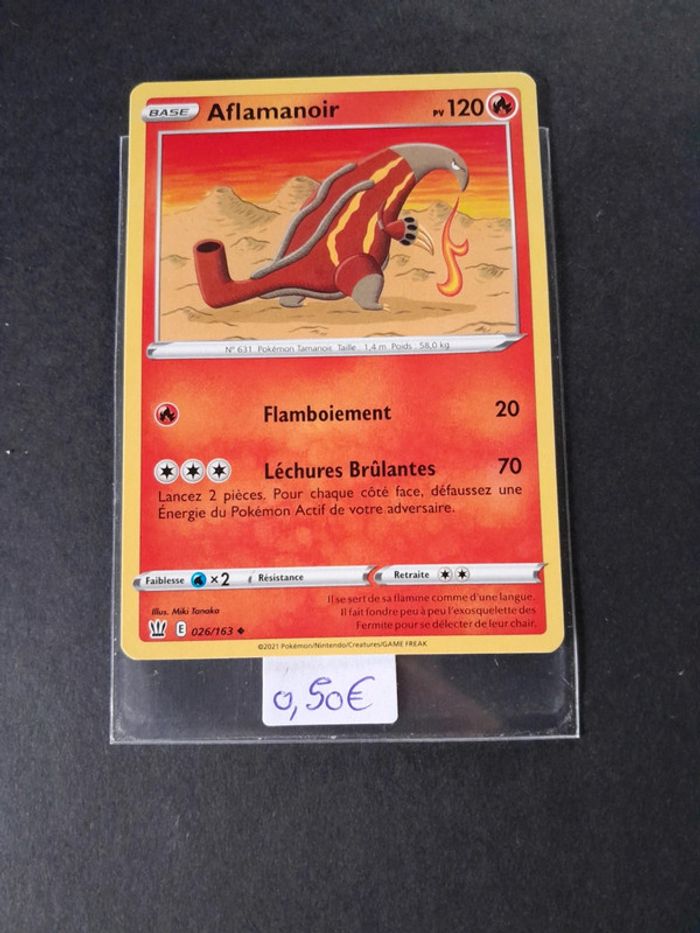 BASE Aflamanoir PV 120
N° 631 Pokémon Tamanoir Taille : 1,4 m Poids : 58,0 kg
Flamboiement 20
Léchures Brûlantes 70
Lancez 2 pièces. Pour chaque côté face, défaussez une
Énergie du Pokémon Actif de votre adversaire.
Faiblesse ×2 Résistance Retraite
Il se sert de sa flamme comme d'une langue.
Il fait fondre peu à peu l'exosquelette des
Fermite pour se délecter de leur chair.
Illus. Miki Tanaka
E 026/163
©2021 Pokémon/Nintendo/Creatures/GAME FREAK
0,50€